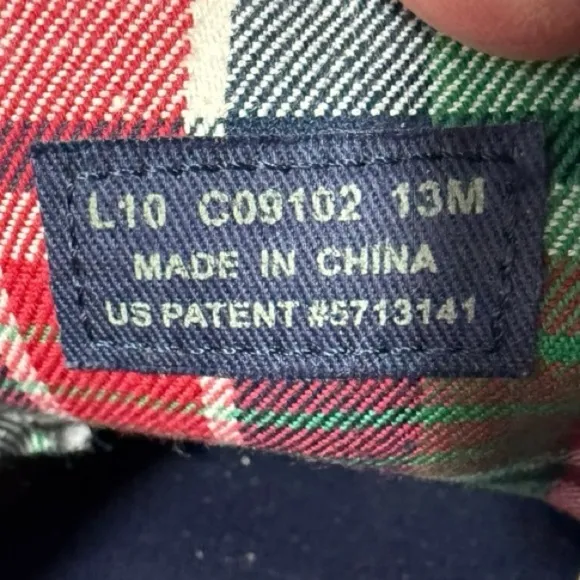 L10 C09102 13M
MADE IN CHINA
US PATENT #5713141